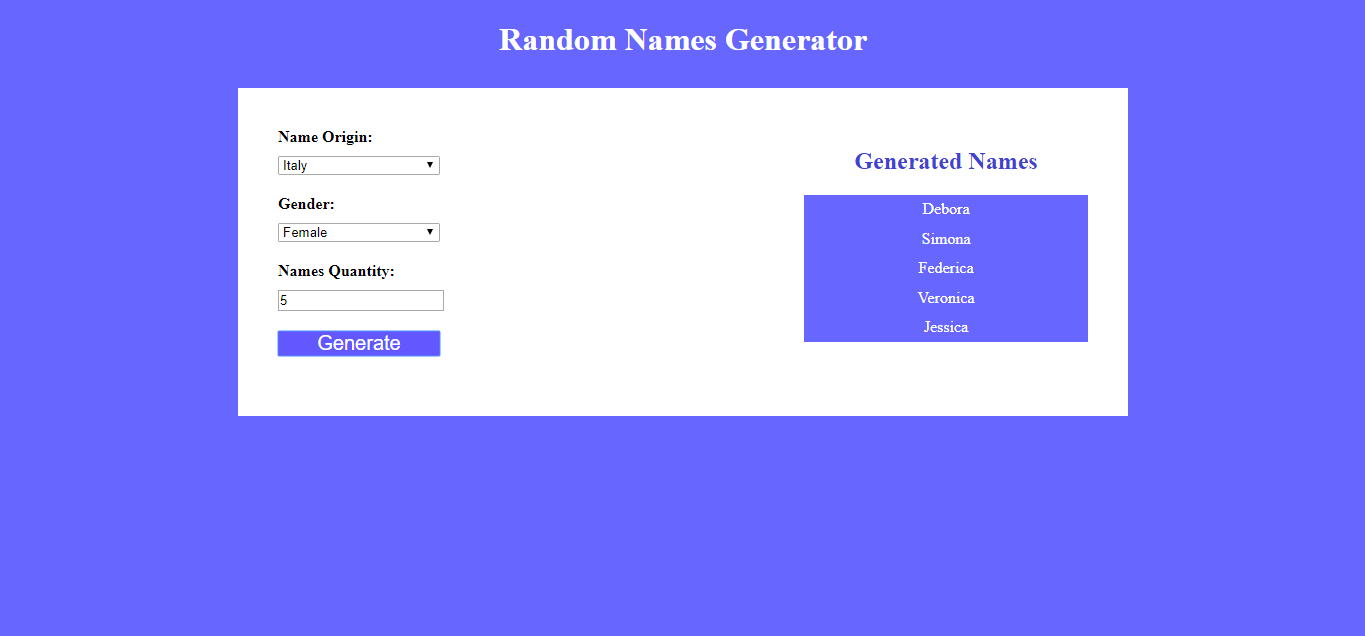 Random Names Generator
Name Origin:
Italy
Gender:
Female
Names Quantity:
5
Generate
Generated Names
Debora
Simona
Federica
Veronica
Jessica